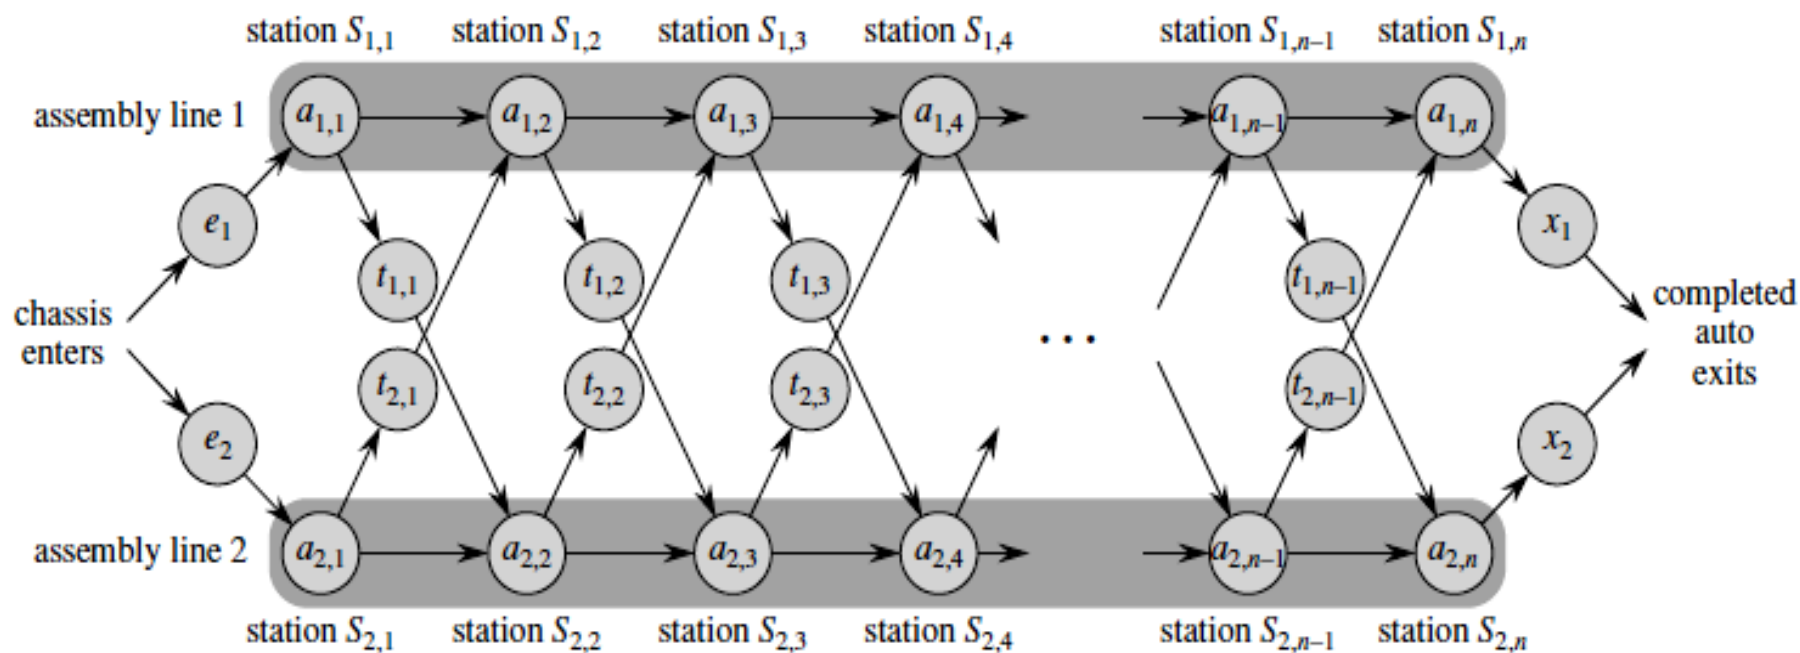 station S1,1 station S1,2 station S1,3 station S1,4 station S1,n–1 station S1,n
assembly line 1 a1,1 a1,2 a1,3 a1,4 a1,n–1 a1,n
e1 x1
t1,1 t1,2 t1,3 t1,n–1
chassis
enters
completed
auto
exits
. . .
t2,1 t2,2 t2,3 t2,n–1
e2 x2
assembly line 2 a2,1 a2,2 a2,3 a2,4 a2,n–1 a2,n
station S2,1 station S2,2 station S2,3 station S2,4 station S2,n–1 station S2,n